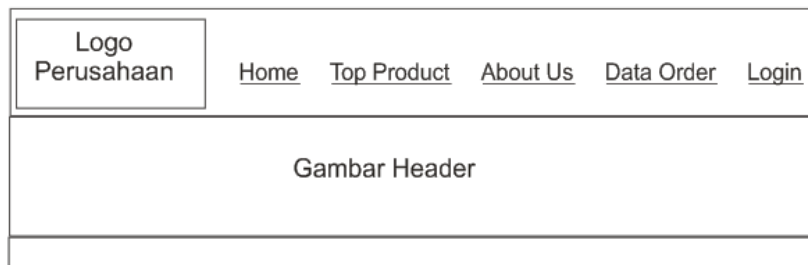 Logo
Perusahaan
Home Top Product About Us Data Order Login
Gambar Header